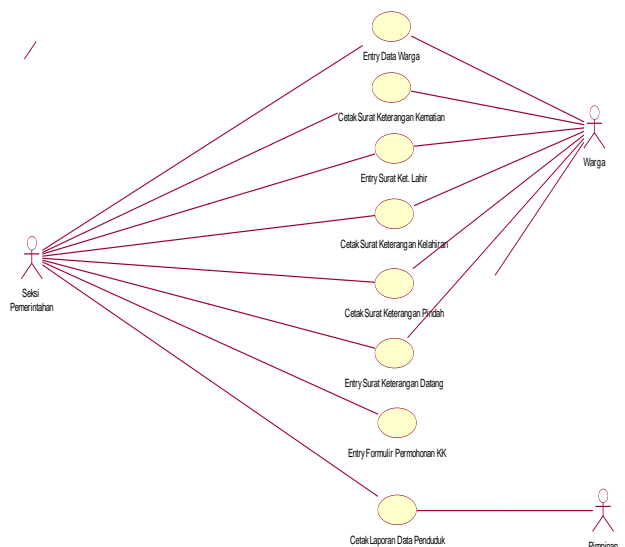 Entry Data Warga
Cetak Surat Keterangan Kematian
Warga
Entry Surat Ket. Lahir
Cetak Surat Keterangan Kelahiran
Seksi
Pemerintahan
Cetak Surat Keterangan Pindah
Entry Surat Keterangan Datang
Entry Formulir Permohonan KK
Cetak Laporan Data Penduduk
Pimpinan